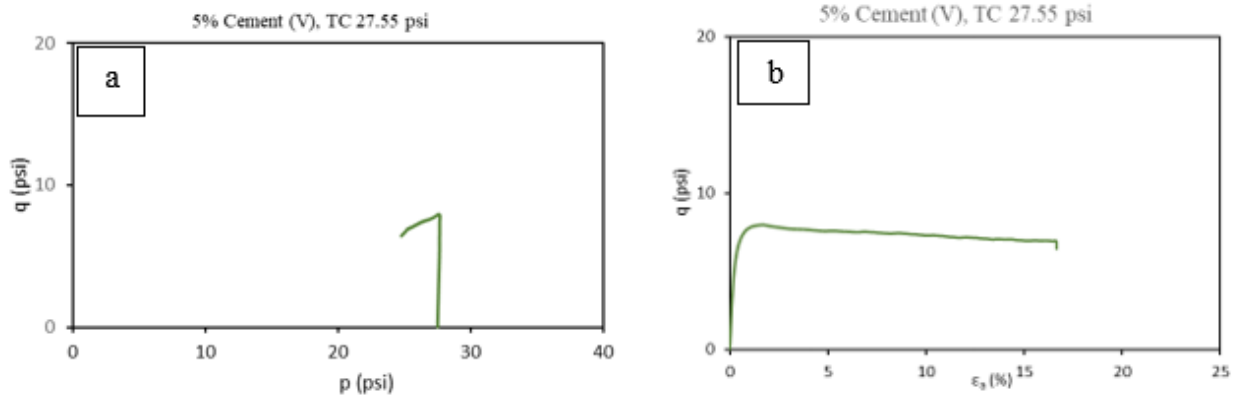 5% Cement (V), TC 27.55 psi
a
20
10
0
q (psi)
0 10 20 30 40
p (psi)
5% Cement (V), TC 27.55 psi
b
20
10
0
q (psi)
0 5 10 15 20 25
εa (%)